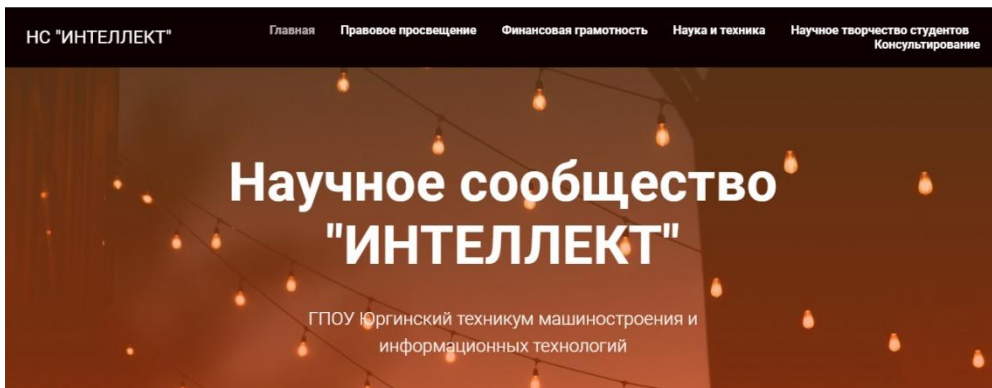 НС "ИНТЕЛЛЕКТ"
Главная Правовое просвещение Финансовая грамотность Наука и техника Научное творчество студентов
Консультирование
Научное сообщество
"ИНТЕЛЛЕКТ"
ГПОУ Юргинский техникум машиностроения и
информационных технологий